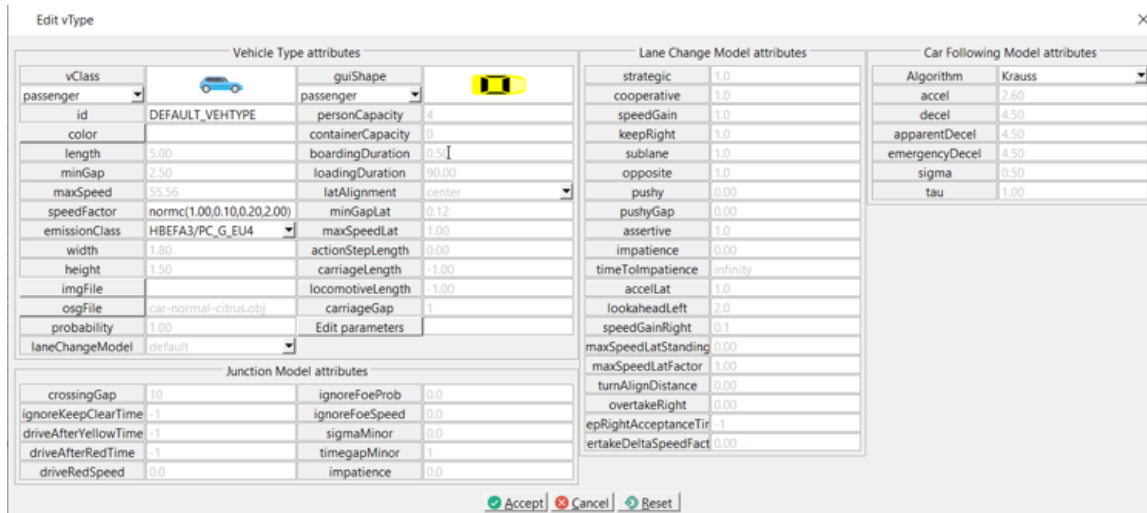 Edit vType
Vehicle Type attributes
vClass
guiShape
passenger
passenger
id DEFAULT_VEHTYPE personCapacity 4
color containerCapacity 0
length 5.00 boardingDuration 0.50
minGap 2.50 loadingDuration 90.00
maxSpeed 55.56 latAlignment center
speedFactor normc(1.00,0.10,0.20,2.00) minGapLat 0.12
emissionClass HBEFA3/PC_G_EU4 maxSpeedLat 1.00
width 1.80 actionStepLength 0.00
height 1.50 carriageLength -1.00
imgFile locomotiveLength -1.00
osgFile car-normal-citrus.obj carriageGap 1
probability 1.00 Edit parameters
laneChangeModel default
Junction Model attributes
crossingGap 10 ignoreFoeProb 0.0
ignoreKeepClearTime -1 ignoreFoeSpeed 0.0
driveAfterYellowTime -1 sigmaMinor 0.0
driveAfterRedTime -1 timegapMinor 1
driveRedSpeed 0.0 impatience 0.0
Lane Change Model attributes
strategic 1.0
cooperative 1.0
speedGain 1.0
keepRight 1.0
sublane 1.0
opposite 1.0
pushy 0.00
pushyGap 0.00
assertive 1.0
impatience 0.00
timeToImpatience infinity
accelLat 1.0
lookaheadLeft 2.0
speedGainRight 0.1
maxSpeedLatStanding 0.00
maxSpeedLatFactor 1.00
turnAlignDistance 0.00
overtakeRight 0.00
epRightAcceptanceTir -1
ertakeDeltaSpeedFact 0.00
Car Following Model attributes
Algorithm Krauss
accel 2.60
decel 4.50
apparentDecel 4.50
emergencyDecel 4.50
sigma 0.50
tau 1.00
Accept Cancel Reset